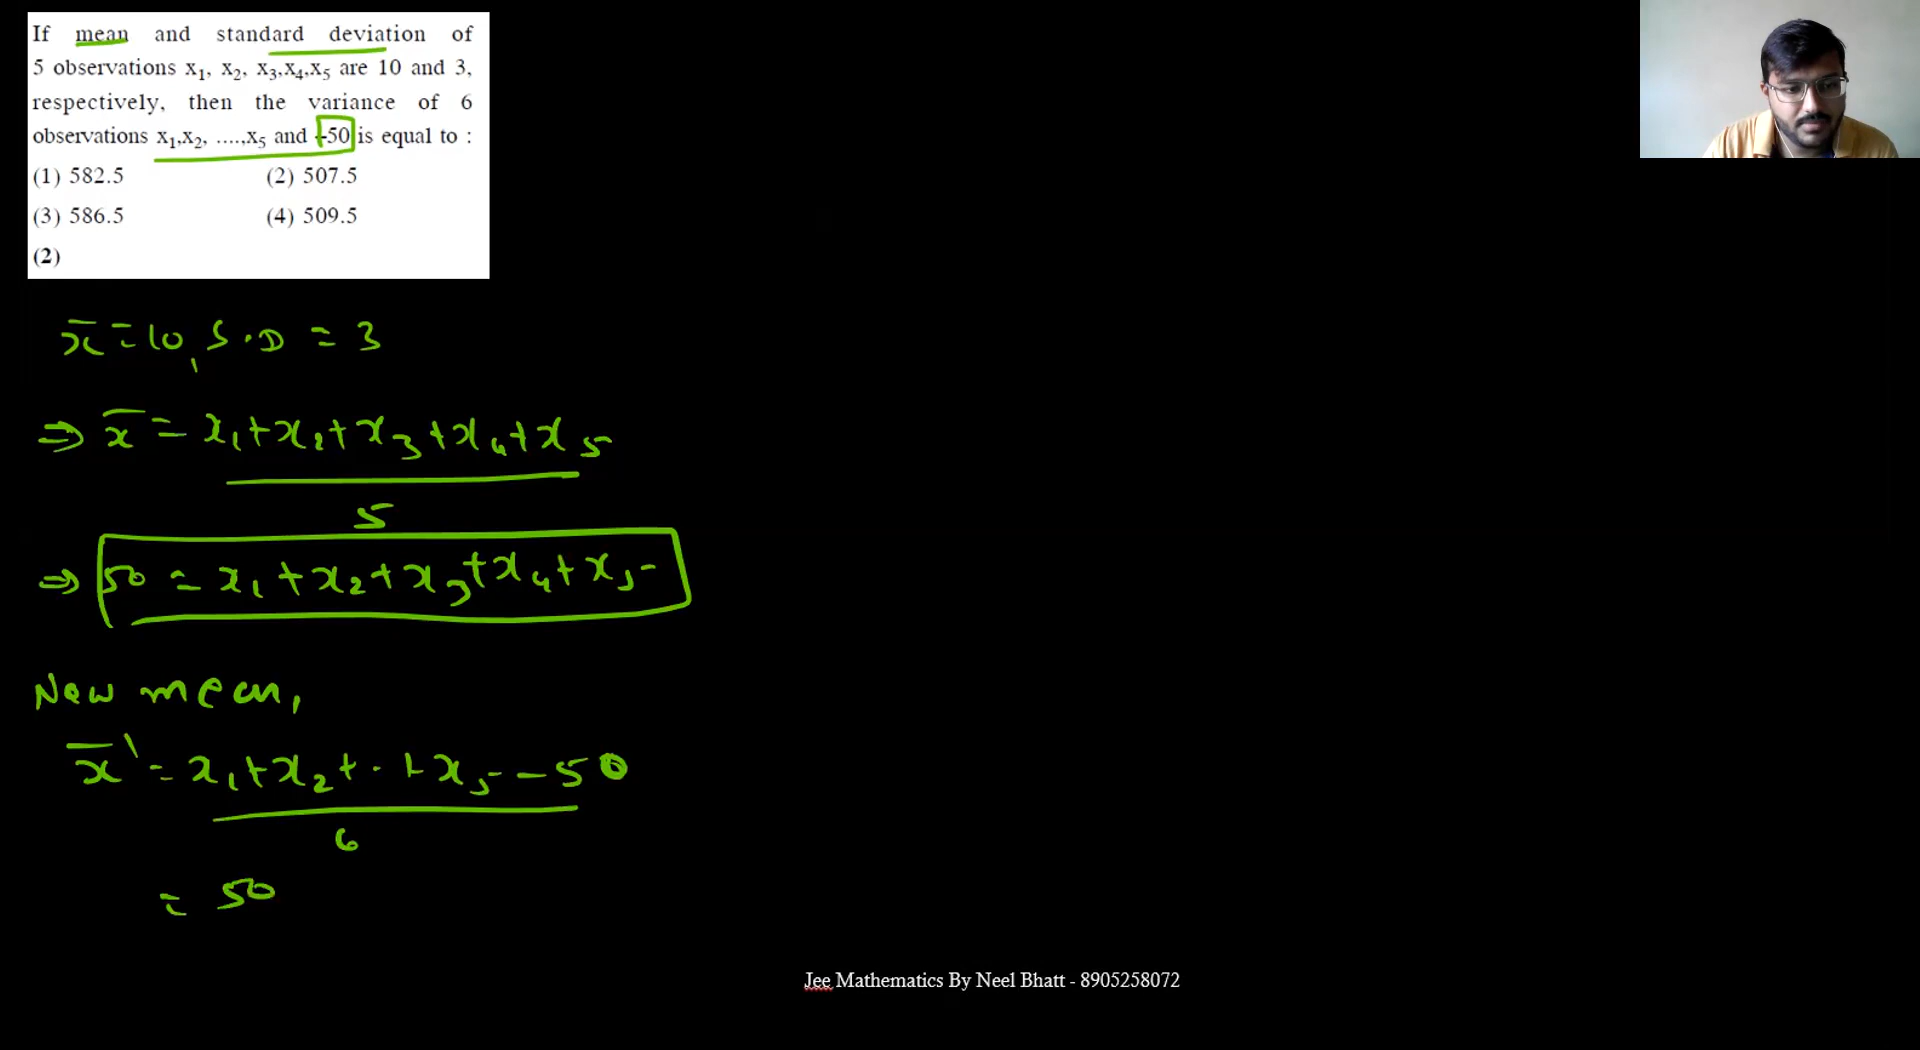 If mean and standard deviation of
5 observations x₁, x₂, x₃,x₄,x₅ are 10 and 3,
respectively, then the variance of 6
observations x₁,x₂, ....,x₅ and -50 is equal to :
(1) 582.5 (2) 507.5
(3) 586.5 (4) 509.5
(2)
x̄ = 10, S.D = 3
⇒ x̄ = x₁+x₂+x₃+x₄+x₅
5
⇒ 50 = x₁+x₂+x₃+x₄+x₅
New mean,
x̄' = x₁+x₂+..+x₅-50
6
= 50
Jee Mathematics By Neel Bhatt - 8905258072